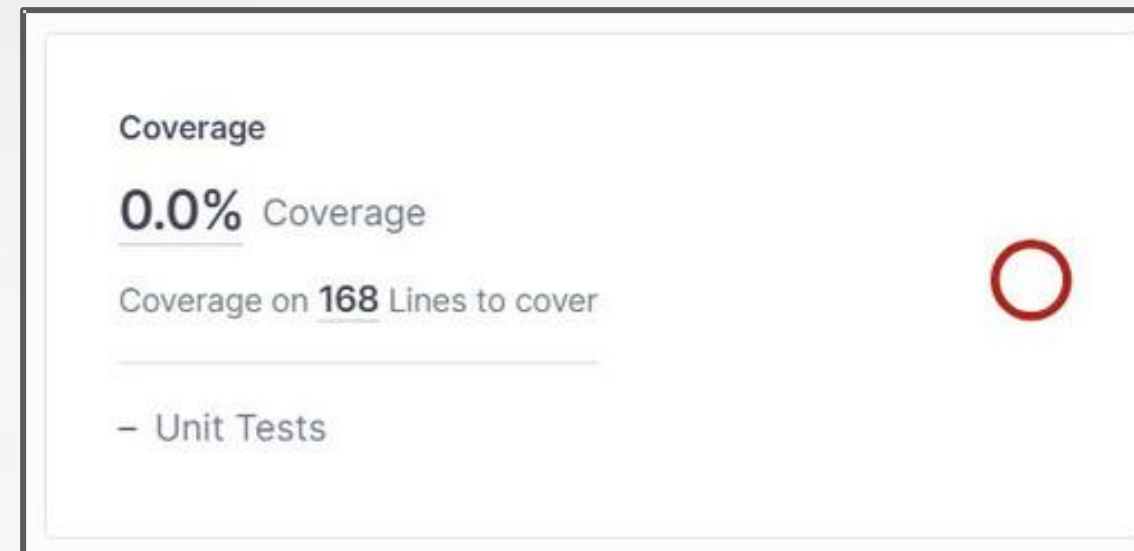 Coverage
0.0% Coverage
Coverage on 168 Lines to cover
– Unit Tests